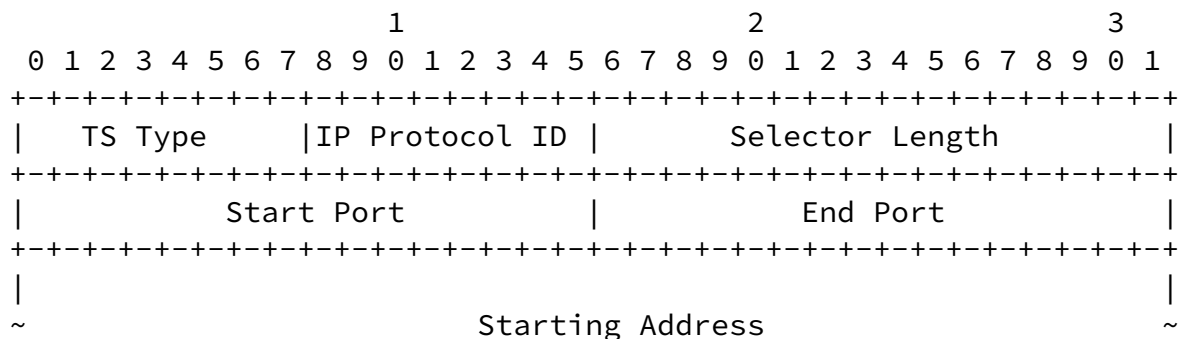 1                   2                   3
 0 1 2 3 4 5 6 7 8 9 0 1 2 3 4 5 6 7 8 9 0 1 2 3 4 5 6 7 8 9 0 1
+-+-+-+-+-+-+-+-+-+-+-+-+-+-+-+-+-+-+-+-+-+-+-+-+-+-+-+-+-+-+-+-+
|   TS Type     |IP Protocol ID |       Selector Length         |
+-+-+-+-+-+-+-+-+-+-+-+-+-+-+-+-+-+-+-+-+-+-+-+-+-+-+-+-+-+-+-+-+
|           Start Port          |           End Port            |
+-+-+-+-+-+-+-+-+-+-+-+-+-+-+-+-+-+-+-+-+-+-+-+-+-+-+-+-+-+-+-+-+
|                                                               |
~                         Starting Address                      ~